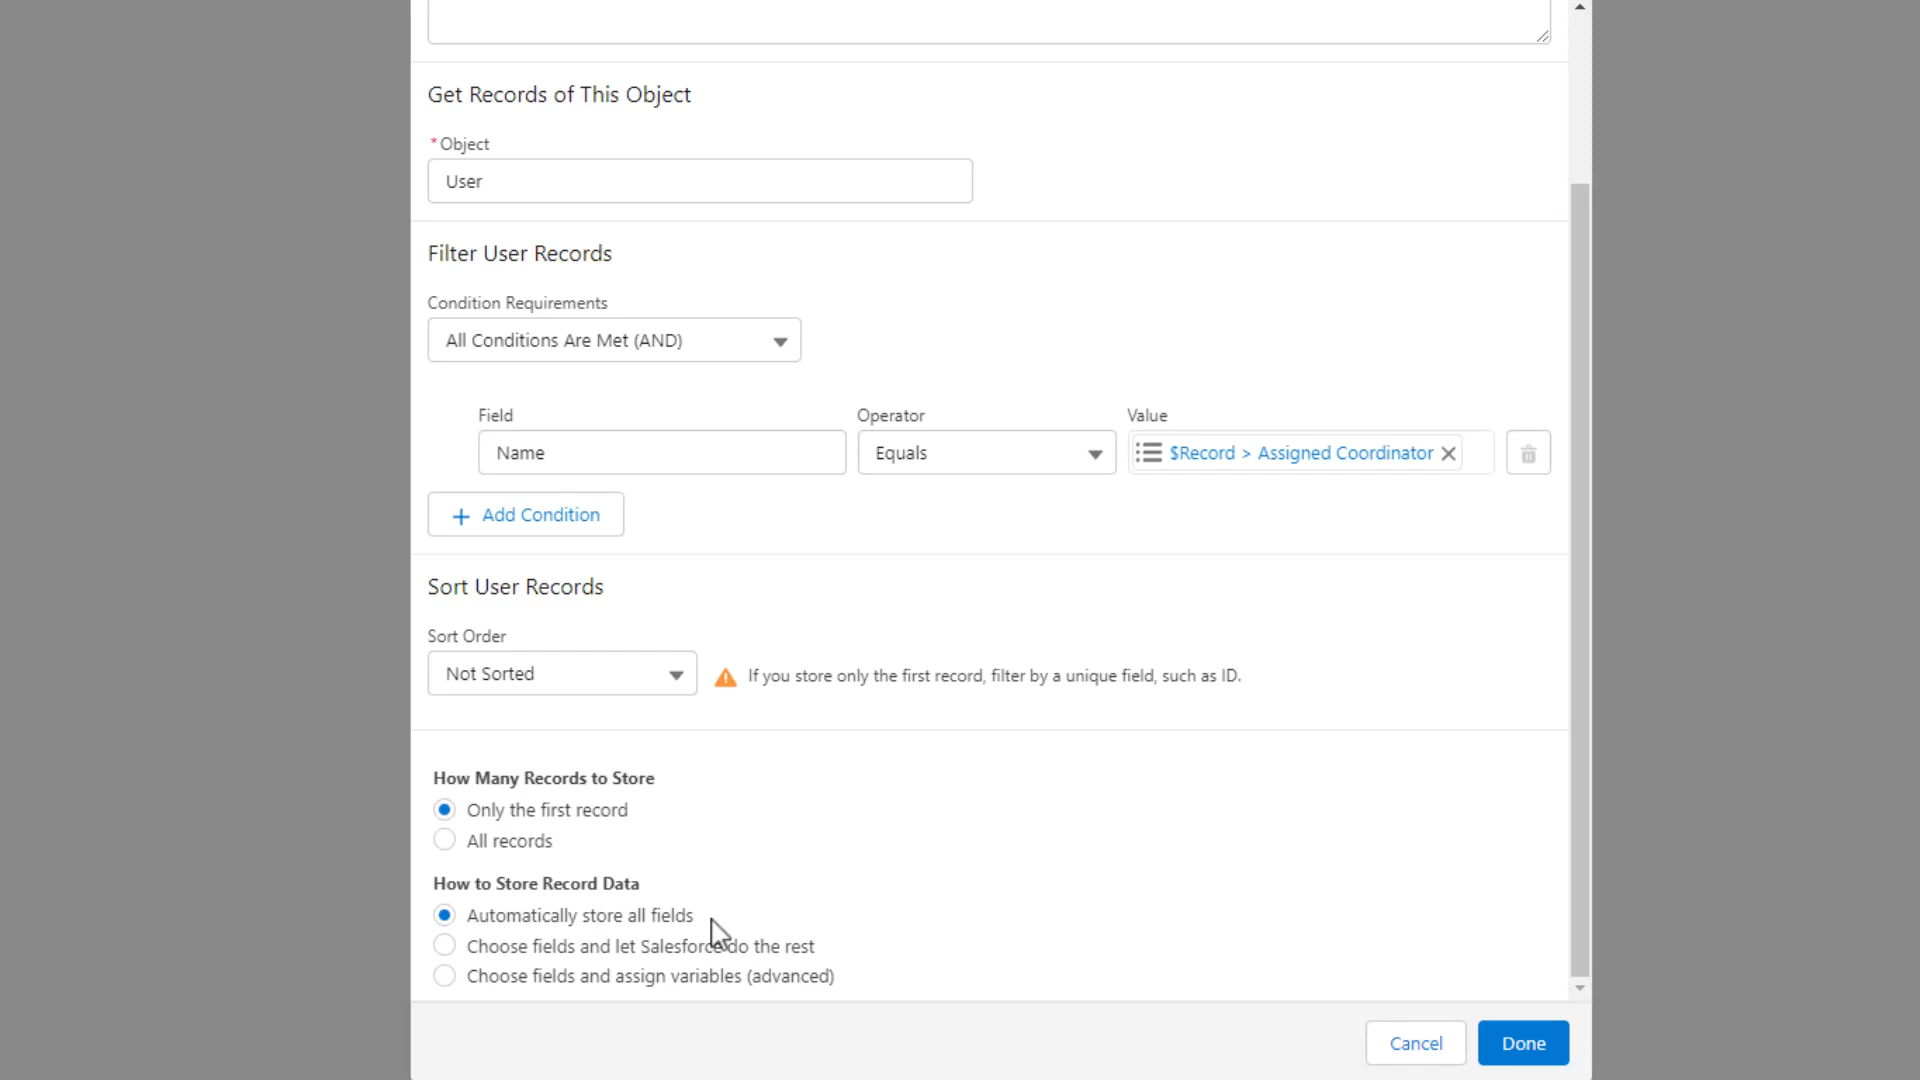 Get Records of This Object
*Object
User
Filter User Records
Condition Requirements
All Conditions Are Met (AND)
Field Operator Value
Name Equals $Record > Assigned Coordinator
Add Condition
Sort User Records
Sort Order
Not Sorted If you store only the first record, filter by a unique field, such as ID.
How Many Records to Store
Only the first record
All records
How to Store Record Data
Automatically store all fields
Choose fields and let Salesforce do the rest
Choose fields and assign variables (advanced)
Cancel Done